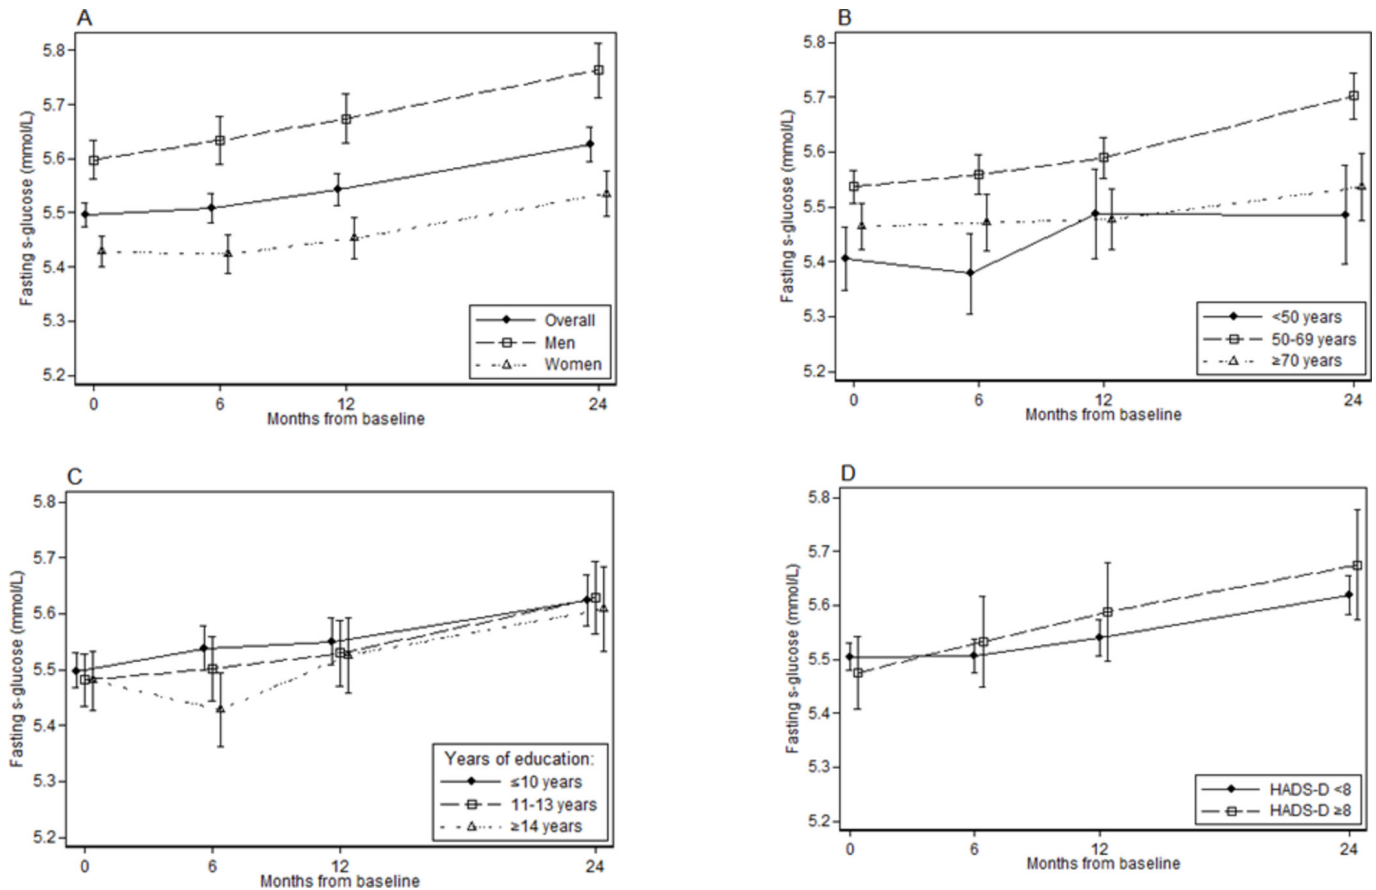 A
Fasting s-glucose (mmol/L)
5.8
5.7
5.6
5.5
5.4
5.3
5.2
Overall
Men
Women
0 6 12 24
Months from baseline
B
Fasting s-glucose (mmol/L)
5.8
5.7
5.6
5.5
5.4
5.3
5.2
<50 years
50-69 years
≥70 years
0 6 12 24
Months from baseline
C
Fasting s-glucose (mmol/L)
5.8
5.7
5.6
5.5
5.4
5.3
5.2
Years of education:
≤10 years
11-13 years
≥14 years
0 6 12 24
Months from baseline
D
Fasting s-glucose (mmol/L)
5.8
5.7
5.6
5.5
5.4
5.3
5.2
HADS-D <8
HADS-D ≥8
0 6 12 24
Months from baseline